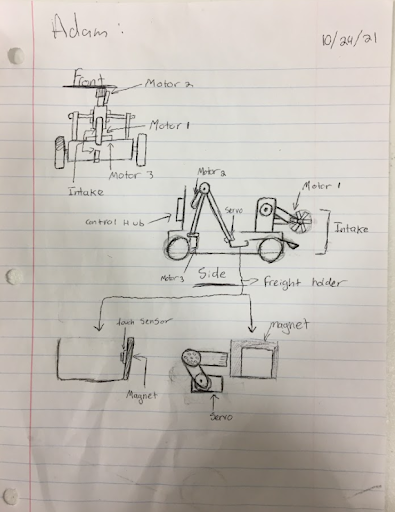 Adam:
10/24/21
Front
Motor 2
Motor 1
Motor 3
Intake
Motor 2
Motor 1
Servo
Control Hub
Intake
Motor 3
Side
Freight holder
Magnet
sensor
Magnet
Servo